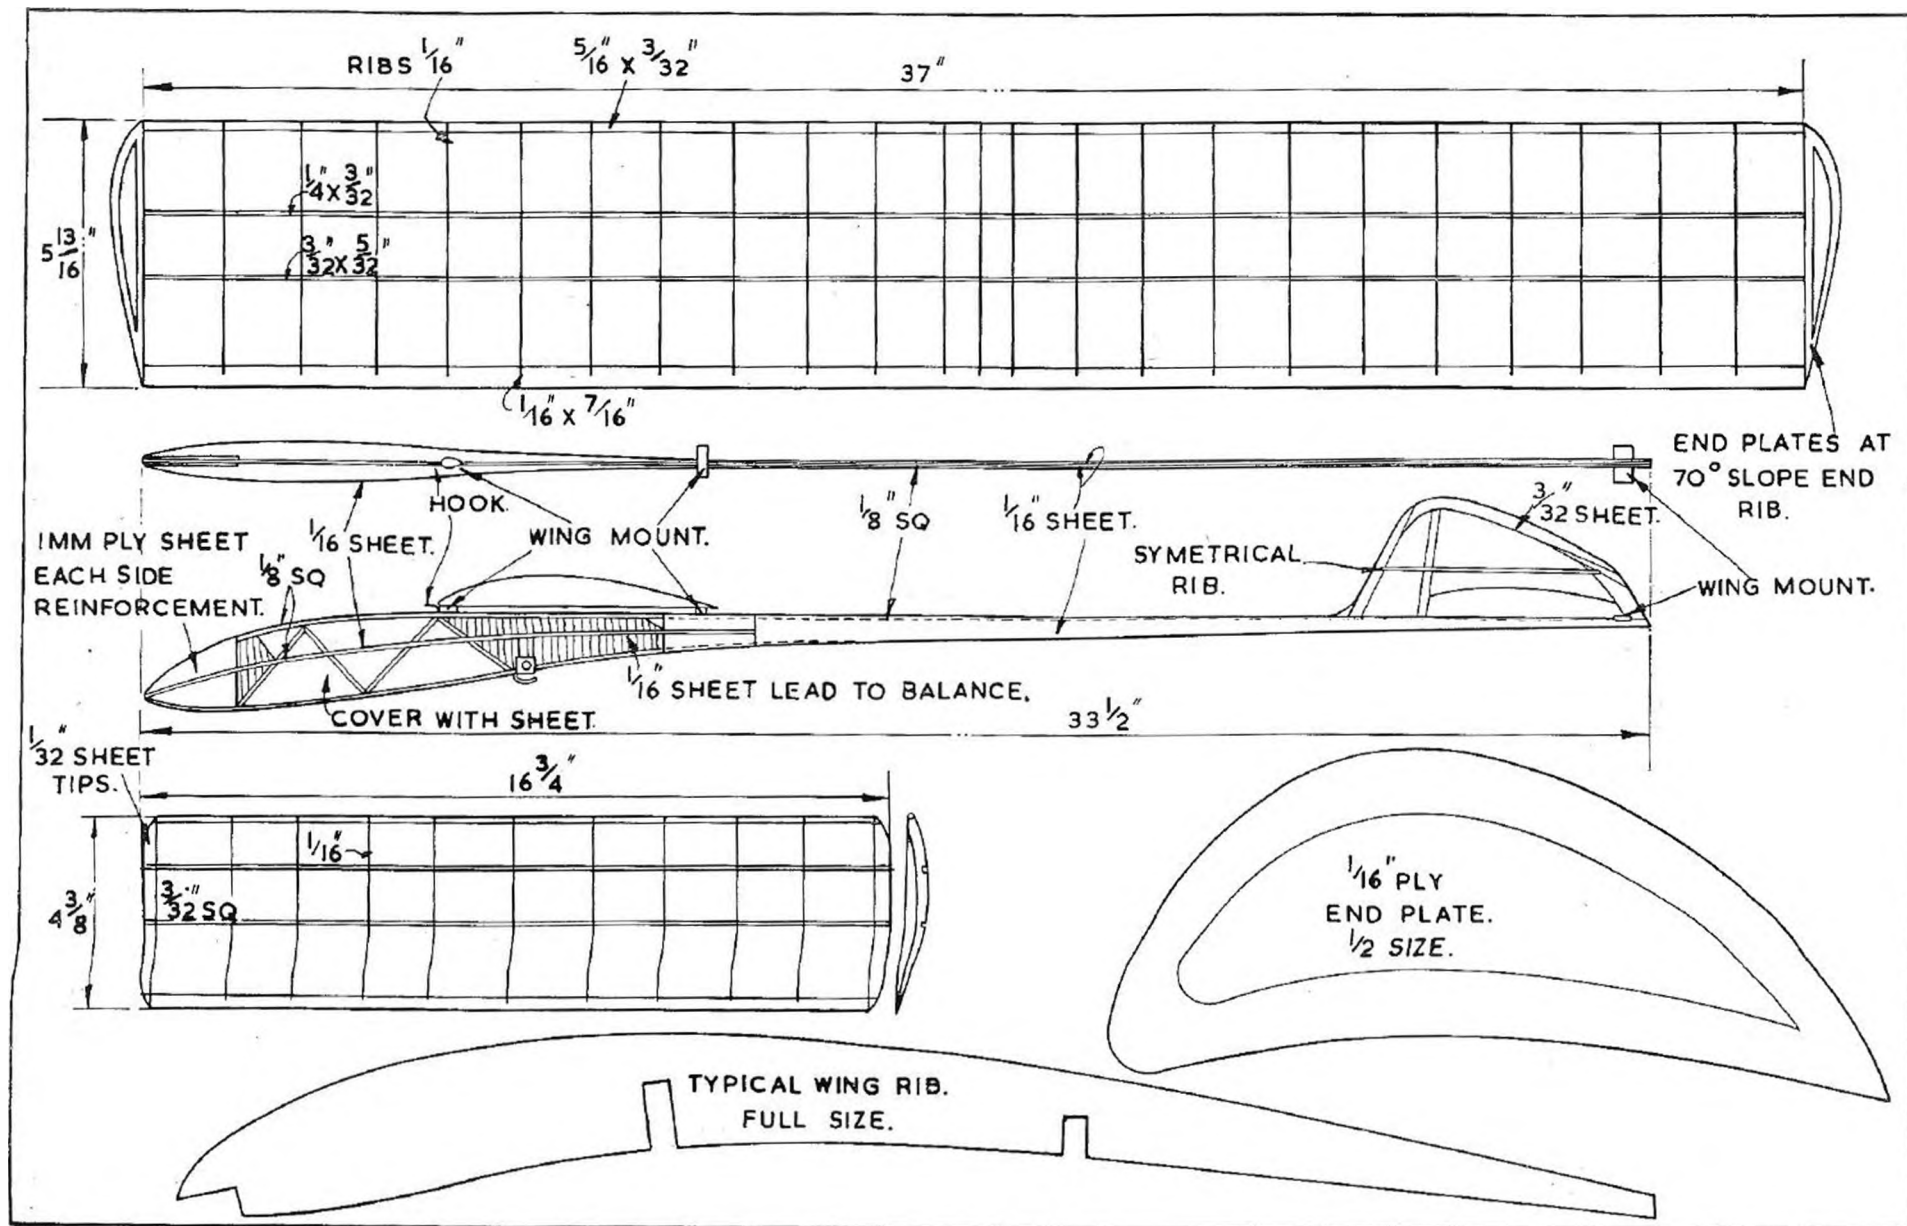 RIBS 1/16"
5/16" X 3/32"
37"
1/4" X 3/32"
3/32" X 5/32"
5 13/16"
1/16" X 7/16"
END PLATES AT
70° SLOPE END
RIB.
HOOK.
1/16 SHEET.
WING MOUNT.
1/8" SQ
1/16" SHEET.
3/32" SHEET.
1MM PLY SHEET
EACH SIDE
REINFORCEMENT.
1/8" SQ
SYMETRICAL
RIB.
WING MOUNT.
1/16" SHEET LEAD TO BALANCE.
COVER WITH SHEET.
33 1/2"
1/32" SHEET
TIPS.
16 3/4"
1/16"
4 3/8"
3/32" SQ
1/16" PLY
END PLATE.
1/2 SIZE.
TYPICAL WING RIB.
FULL SIZE.